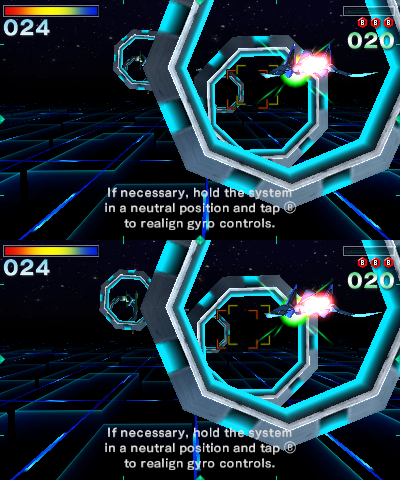 024
B B B
020
If necessary, hold the system
in a neutral position and tap Ⓑ
to realign gyro controls.
024
B B B
020
If necessary, hold the system
in a neutral position and tap Ⓑ
to realign gyro controls.